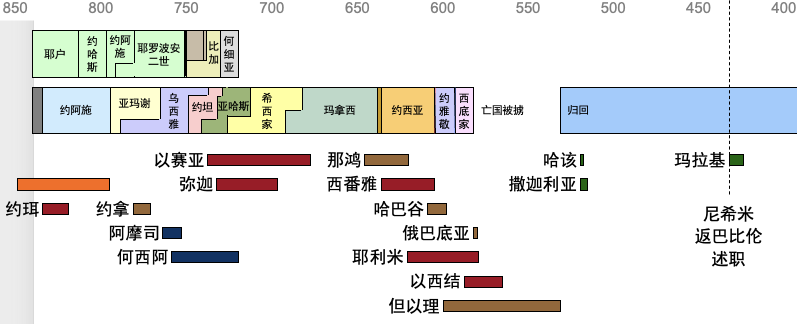 850 800 750 700 650 600 550 500 450 400
耶户
约哈斯
约阿施
耶罗波安
二世
比加
何细亚
约阿施
亚玛谢
乌西雅
约坦
亚哈斯
希西家
玛拿西
约西亚
约雅敬
西底家
亡国被掳
归回
以赛亚
那鸿
哈该
玛拉基
弥迦
西番雅
撒迦利亚
约珥
约拿
哈巴谷
阿摩司
俄巴底亚
何西阿
耶利米
以西结
但以理
尼希米
返巴比伦
述职